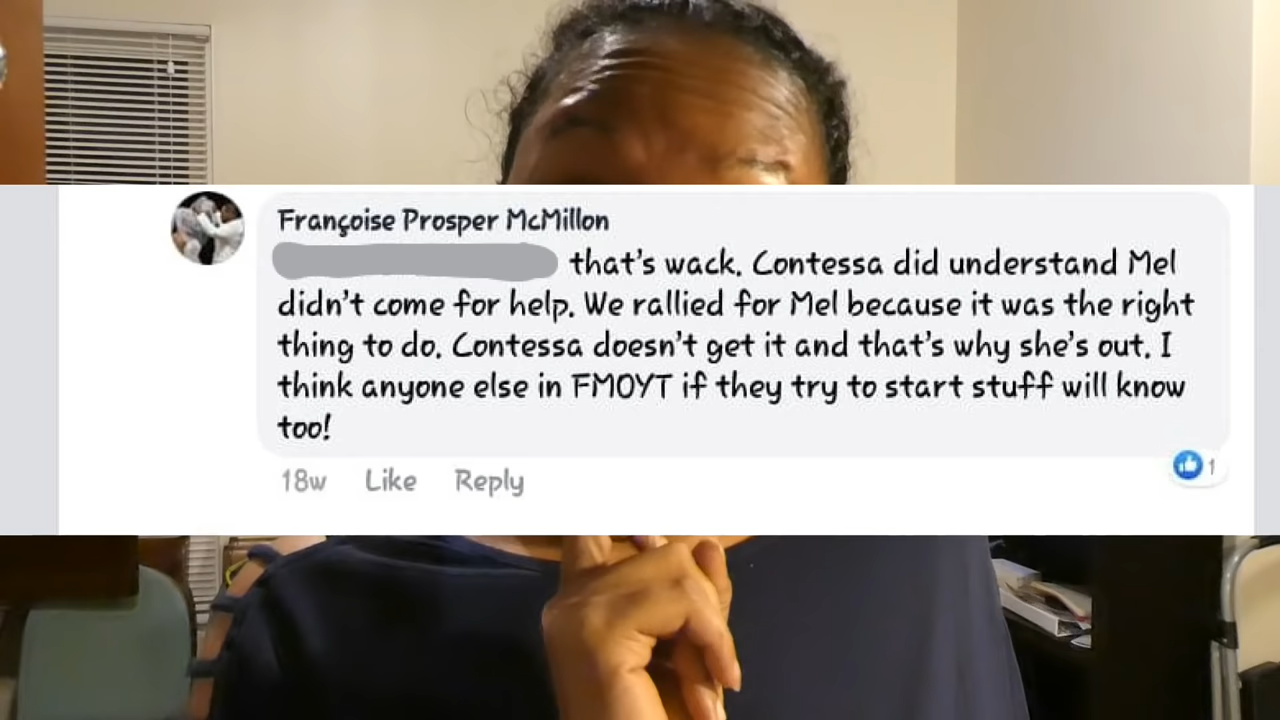 Françoise Prosper McMillon
that's wack. Contessa did understand Mel
didn't come for help. We rallied for Mel because it was the right
thing to do. Contessa doesn't get it and that's why she's out. I
think anyone else in FMOYT if they try to start stuff will know
too!
18w Like Reply
1